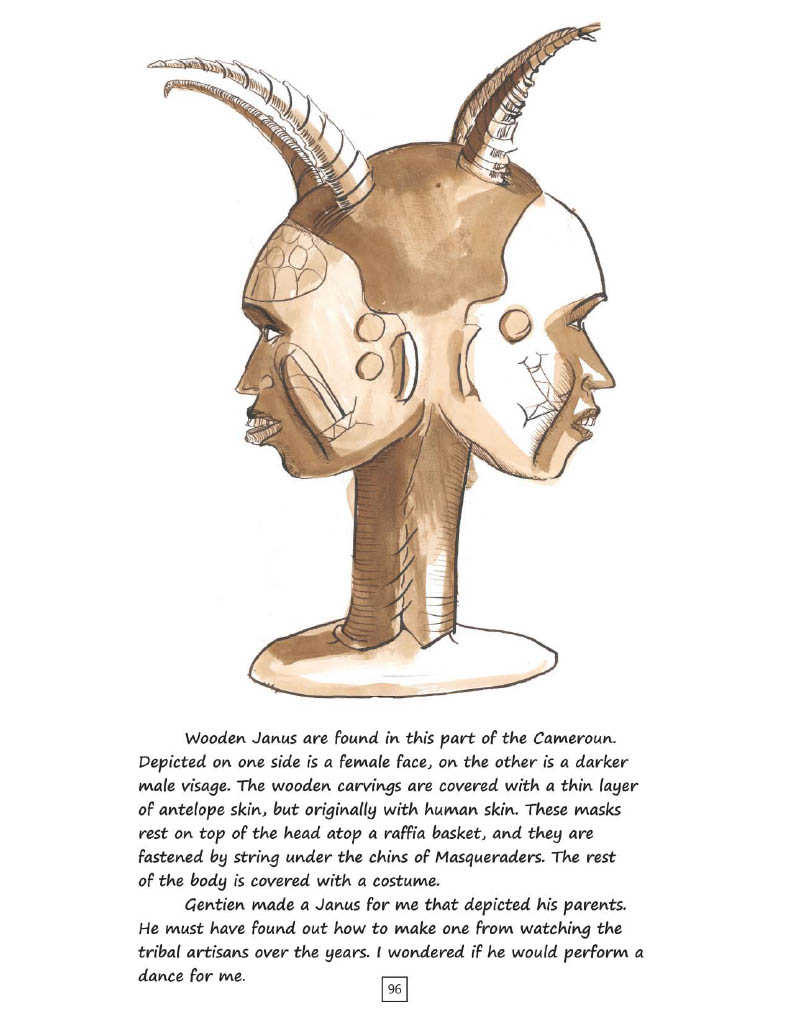 Wooden Janus are found in this part of the Cameroun.
Depicted on one side is a female face, on the other is a darker
male visage. The wooden carvings are covered with a thin layer
of antelope skin, but originally with human skin. These masks
rest on top of the head atop a raffia basket, and they are
fastened by string under the chins of Masqueraders. The rest
of the body is covered with a costume.
Gentien made a Janus for me that depicted his parents.
He must have found out how to make one from watching the
tribal artisans over the years. I wondered if he would perform a
dance for me.
96